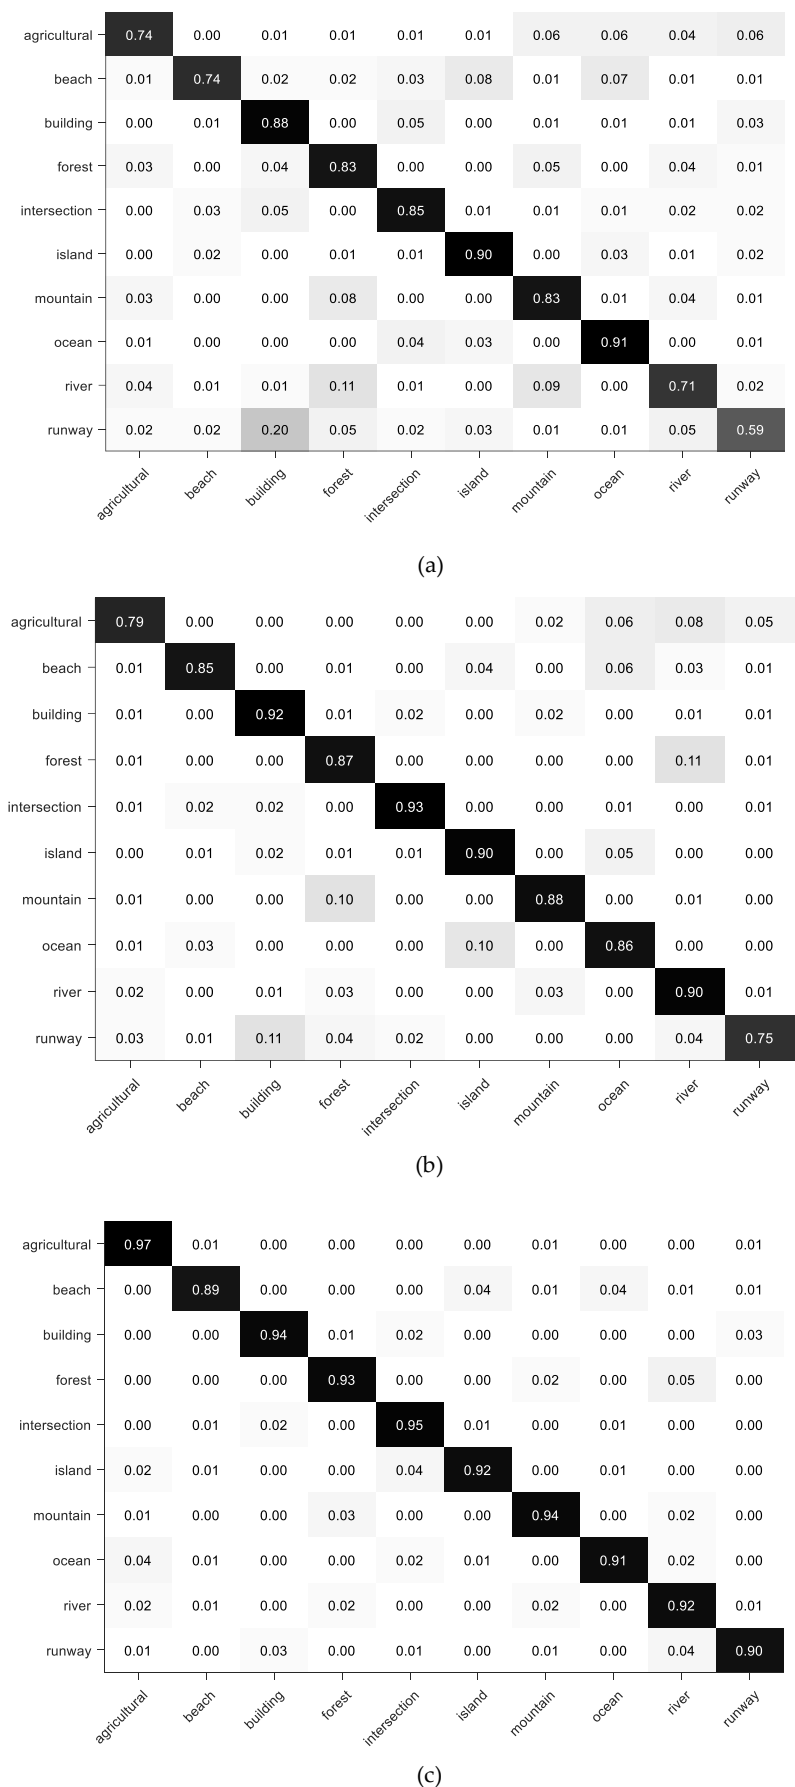 agricultural 0.74 0.00 0.01 0.01 0.01 0.01 0.06 0.06 0.04 0.06
beach 0.01 0.74 0.02 0.02 0.03 0.08 0.01 0.07 0.01 0.01
building 0.00 0.01 0.88 0.00 0.05 0.00 0.01 0.01 0.01 0.03
forest 0.03 0.00 0.04 0.83 0.00 0.00 0.05 0.00 0.04 0.01
intersection 0.00 0.03 0.05 0.00 0.85 0.01 0.01 0.01 0.02 0.02
island 0.00 0.02 0.00 0.01 0.01 0.90 0.00 0.03 0.01 0.02
mountain 0.03 0.00 0.00 0.08 0.00 0.00 0.83 0.01 0.04 0.01
ocean 0.01 0.00 0.00 0.00 0.04 0.03 0.00 0.91 0.00 0.01
river 0.04 0.01 0.01 0.11 0.01 0.00 0.09 0.00 0.71 0.02
runway 0.02 0.02 0.20 0.05 0.02 0.03 0.01 0.01 0.05 0.59
agricultural beach building forest intersection island mountain ocean river runway
(a)
agricultural 0.79 0.00 0.00 0.00 0.00 0.00 0.02 0.06 0.08 0.05
beach 0.01 0.85 0.00 0.01 0.00 0.04 0.00 0.06 0.03 0.01
building 0.01 0.00 0.92 0.01 0.02 0.00 0.02 0.00 0.01 0.01
forest 0.01 0.00 0.00 0.87 0.00 0.00 0.00 0.00 0.11 0.01
intersection 0.01 0.02 0.02 0.00 0.93 0.00 0.00 0.01 0.00 0.01
island 0.00 0.01 0.02 0.01 0.01 0.90 0.00 0.05 0.00 0.00
mountain 0.01 0.00 0.00 0.10 0.00 0.00 0.88 0.00 0.01 0.00
ocean 0.01 0.03 0.00 0.00 0.00 0.10 0.00 0.86 0.00 0.00
river 0.02 0.00 0.01 0.03 0.00 0.00 0.03 0.00 0.90 0.01
runway 0.03 0.01 0.11 0.04 0.02 0.00 0.00 0.00 0.04 0.75
agricultural beach building forest intersection island mountain ocean river runway
(b)
agricultural 0.97 0.01 0.00 0.00 0.00 0.00 0.01 0.00 0.00 0.01
beach 0.00 0.89 0.00 0.00 0.00 0.04 0.01 0.04 0.01 0.01
building 0.00 0.00 0.94 0.01 0.02 0.00 0.00 0.00 0.00 0.03
forest 0.00 0.00 0.00 0.93 0.00 0.00 0.02 0.00 0.05 0.00
intersection 0.00 0.01 0.02 0.00 0.95 0.01 0.00 0.01 0.00 0.00
island 0.02 0.01 0.00 0.00 0.04 0.92 0.00 0.01 0.00 0.00
mountain 0.01 0.00 0.00 0.03 0.00 0.00 0.94 0.00 0.02 0.00
ocean 0.04 0.01 0.00 0.00 0.02 0.01 0.00 0.91 0.02 0.00
river 0.02 0.01 0.00 0.02 0.00 0.00 0.02 0.00 0.92 0.01
runway 0.01 0.00 0.03 0.00 0.01 0.00 0.01 0.00 0.04 0.90
agricultural beach building forest intersection island mountain ocean river runway
(c)